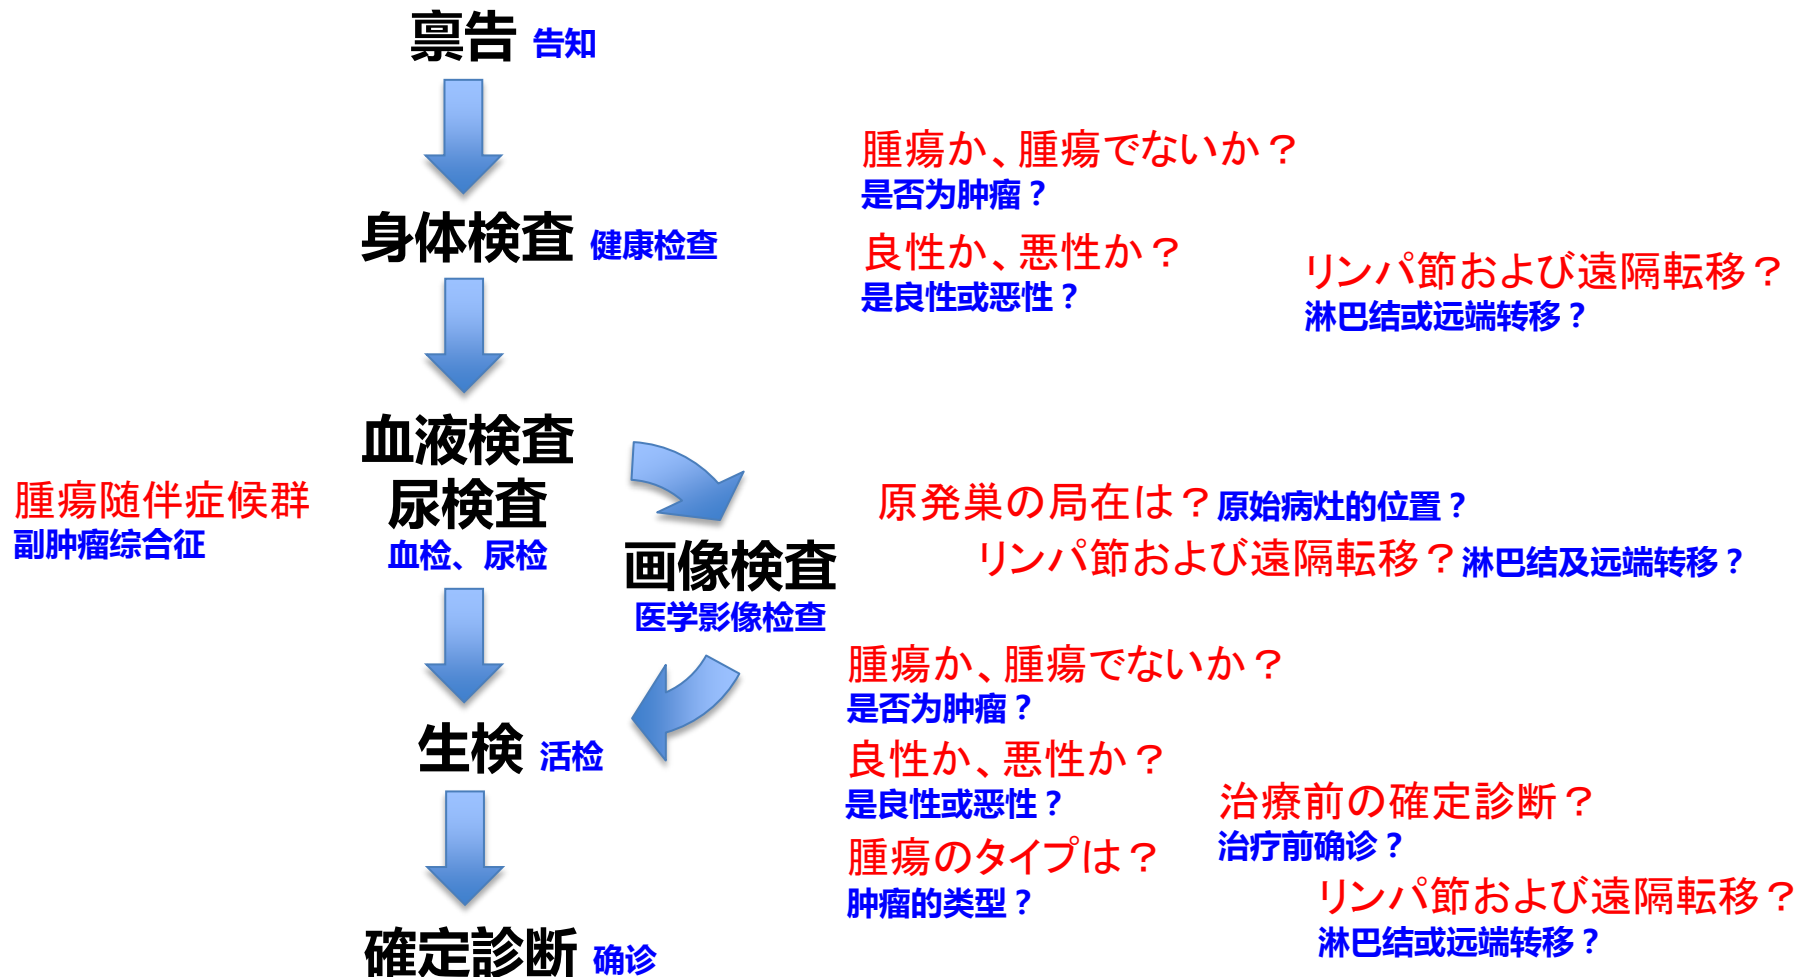 禀告 告知
腫瘍か、腫瘍でないか？
是否为肿瘤？
身体検査 健康检查
良性か、悪性か？
是良性或恶性？
リンパ節および遠隔転移？
淋巴结或远端转移？
血液検査
尿検査
血检、尿检
腫瘍随伴症候群
副肿瘤综合征
原発巣の局在は？原始病灶的位置？
リンパ節および遠隔転移？淋巴结及远端转移？
画像検査
医学影像检查
腫瘍か、腫瘍でないか？
是否为肿瘤？
生検 活检
良性か、悪性か？
是良性或恶性？
治療前の確定診断？
治疗前确诊？
腫瘍のタイプは？
肿瘤的类型？
リンパ節および遠隔転移？
淋巴结或远端转移？
確定診断 确诊